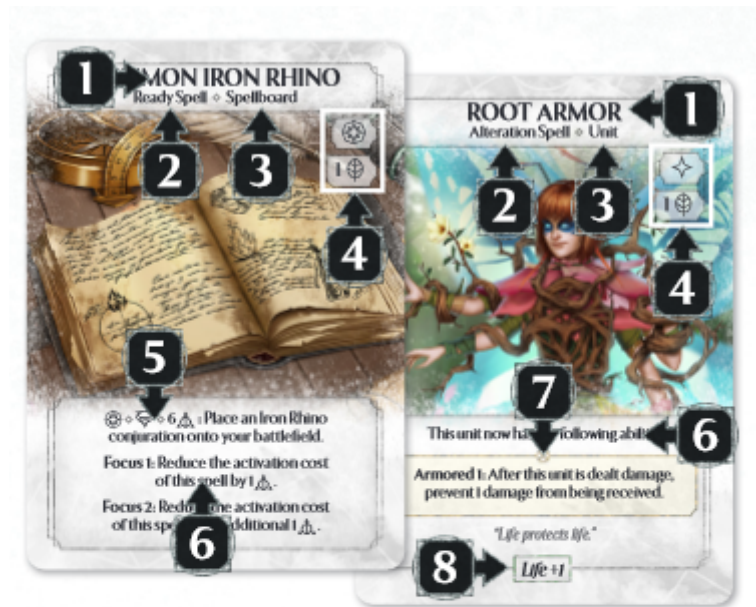 1
MON IRON RHINO
Ready Spell ⋄ Spellboard
2
3
1
4
5
6 : Place an Iron Rhino
conjuration onto your battlefield.
Focus 1: Reduce the activation cost
of this spell by 1 .
Focus 2: the activation cost
of this additional 1 .
6
ROOT ARMOR
1
Alteration Spell ⋄ Unit
2
3
1
4
7
This unit now following
6
Armored 1: After this unit is dealt damage,
prevent 1 damage from being received.
"Life protects life."
8
Life +1